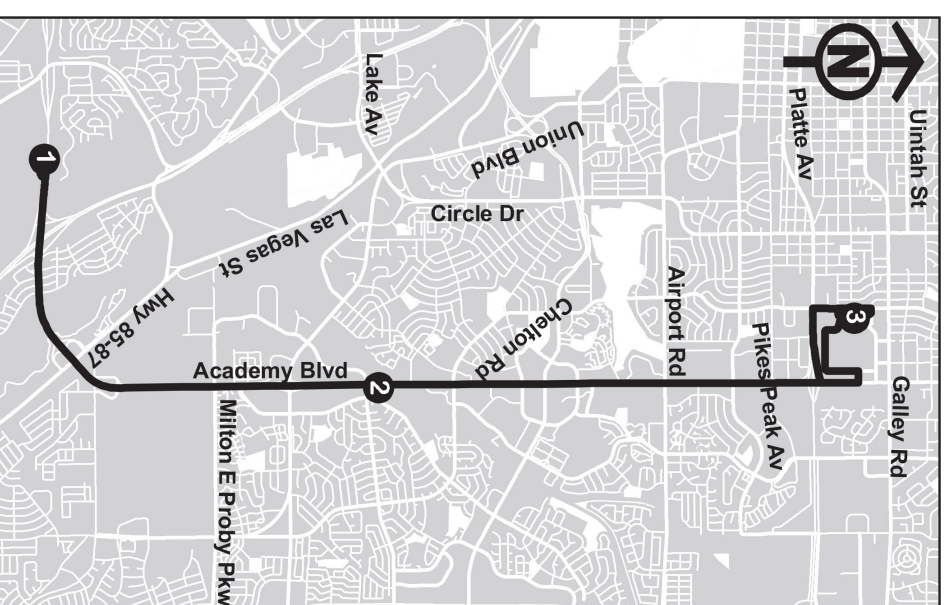 N
Uintah St
Platte Av
Lake Av
Union Blvd
Circle Dr
Las Vegas St
Hwy 85-87
Chelton Rd
Airport Rd
Pikes Peak Av
Galley Rd
Academy Blvd
Milton E Proby Pkw
1
2
3